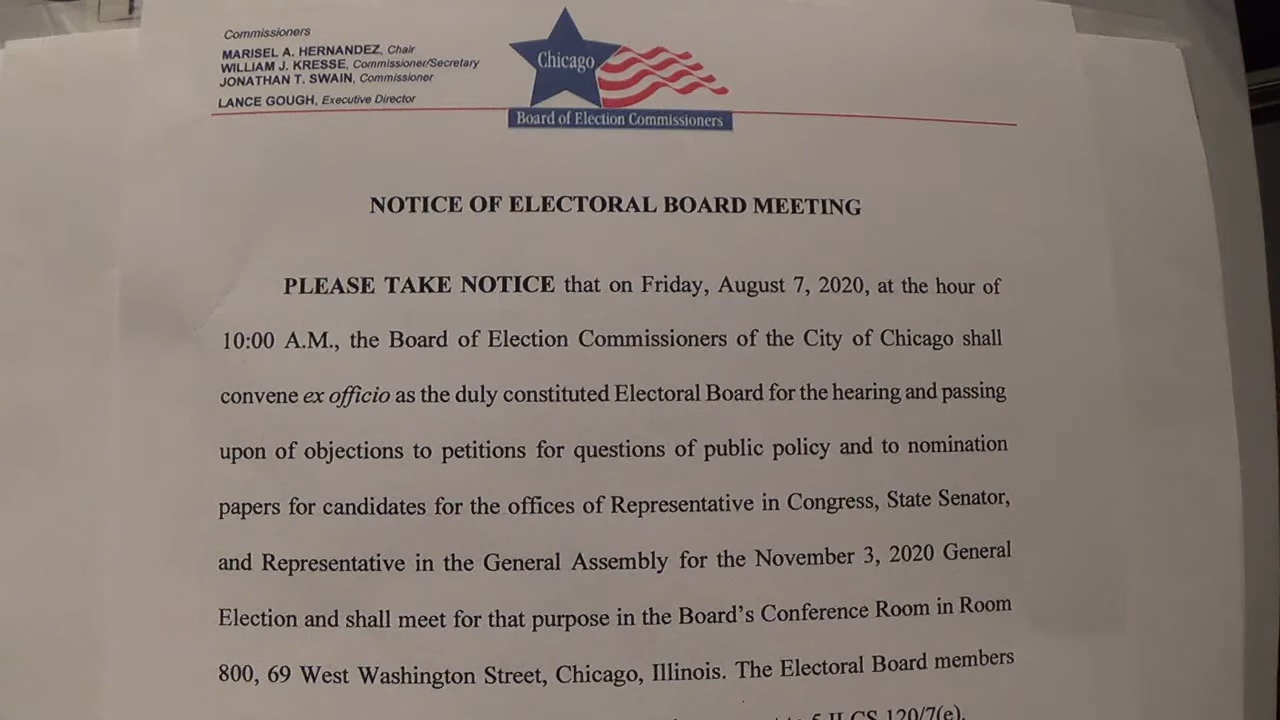 Commissioners
MARISEL A. HERNANDEZ, Chair
WILLIAM J. KRESSE, Commissioner/Secretary
JONATHAN T. SWAIN, Commissioner
LANCE GOUGH, Executive Director
Chicago
Board of Election Commissioners
NOTICE OF ELECTORAL BOARD MEETING
PLEASE TAKE NOTICE that on Friday, August 7, 2020, at the hour of
10:00 A.M., the Board of Election Commissioners of the City of Chicago shall
convene ex officio as the duly constituted Electoral Board for the hearing and passing
upon of objections to petitions for questions of public policy and to nomination
papers for candidates for the offices of Representative in Congress, State Senator,
and Representative in the General Assembly for the November 3, 2020 General
Election and shall meet for that purpose in the Board's Conference Room in Room
800, 69 West Washington Street, Chicago, Illinois. The Electoral Board members
5 ILCS 120/7(e).